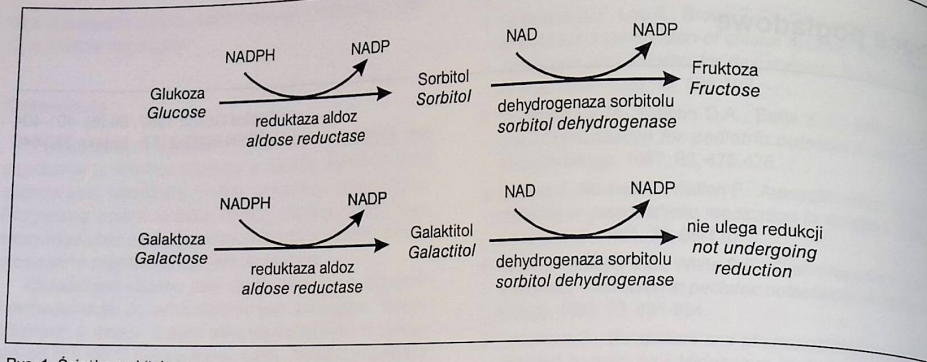 NADPH NADP NAD NADP
Glukoza
Glucose
reduktaza aldoz
aldose reductase
Sorbitol
Sorbitol
dehydrogenaza sorbitolu
sorbitol dehydrogenase
Fruktoza
Fructose
NADPH NADP NAD NADP
Galaktoza
Galactose
reduktaza aldoz
aldose reductase
Galaktitol
Galactitol
dehydrogenaza sorbitolu
sorbitol dehydrogenase
nie ulega redukcji
not undergoing
reduction